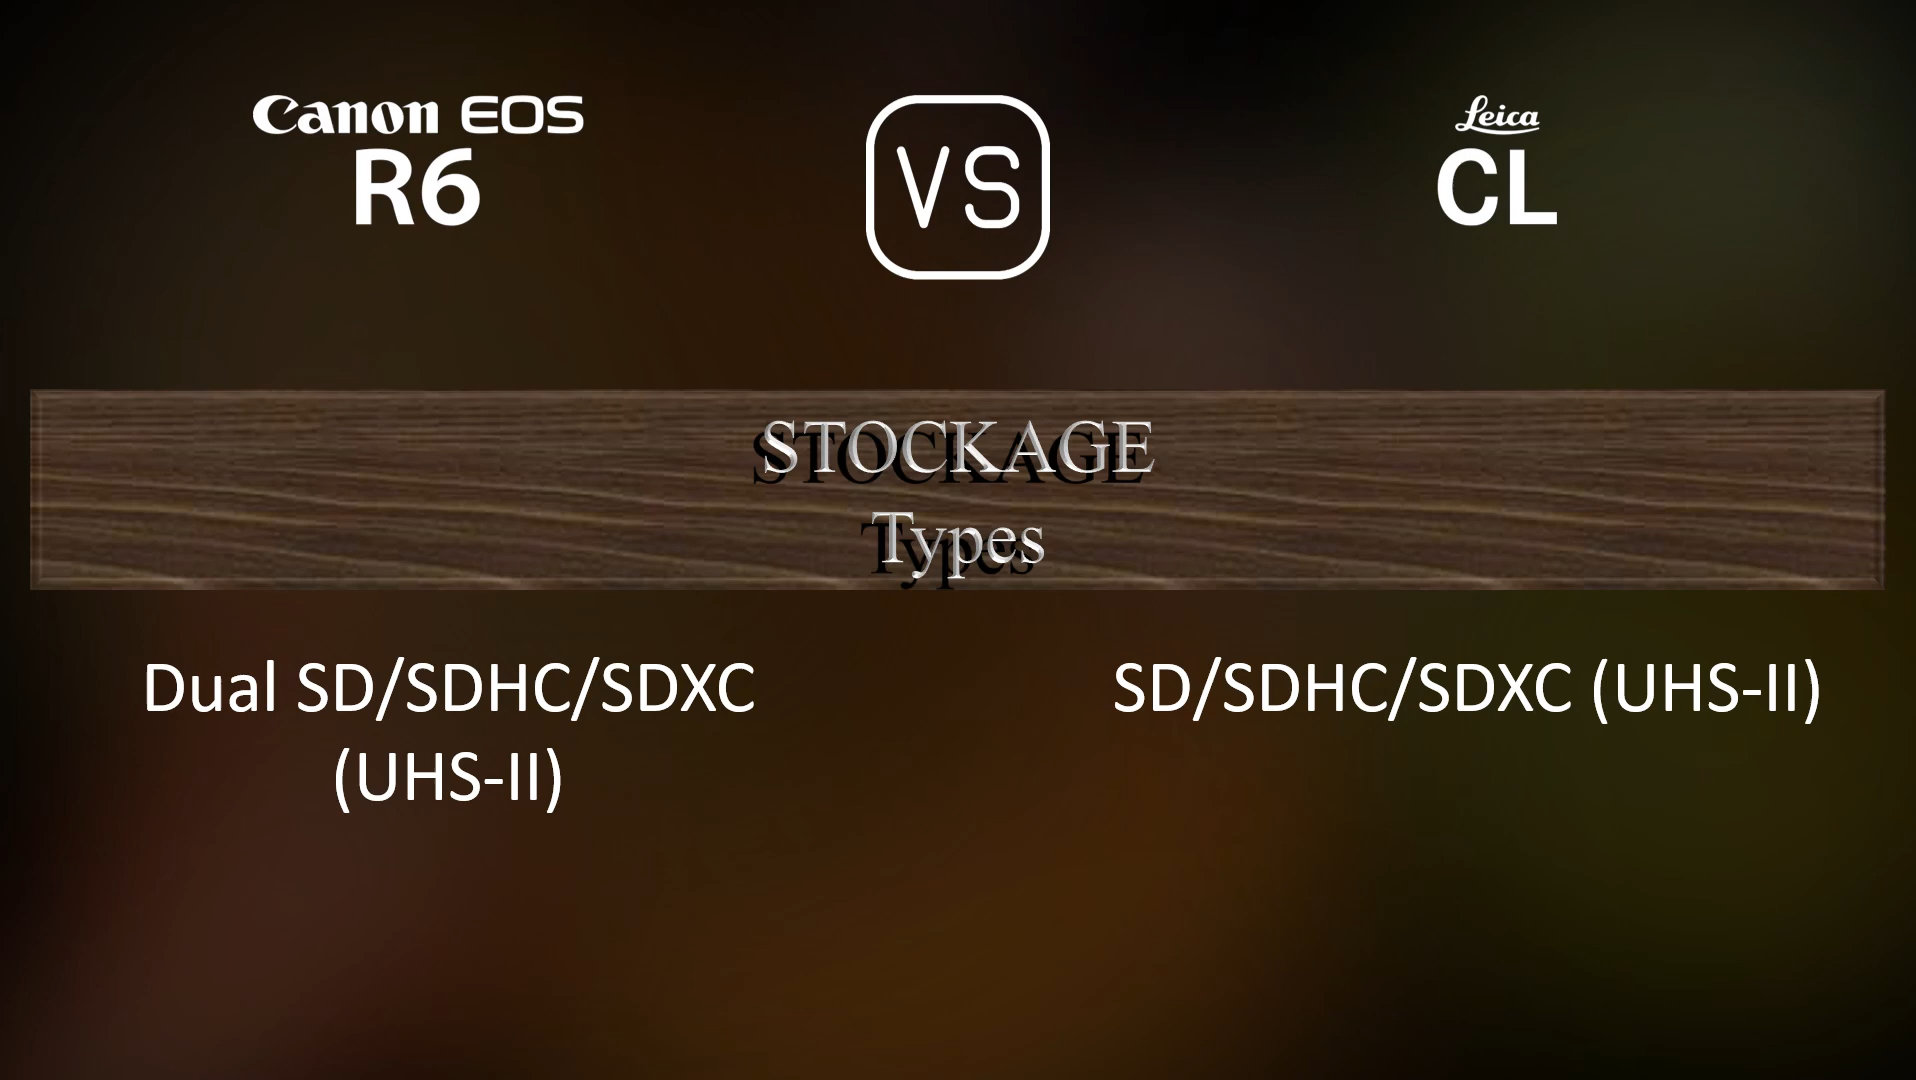 Canon EOS
R6
VS
Leica
CL
STOCKAGE
Types
Dual SD/SDHC/SDXC
(UHS-II)
SD/SDHC/SDXC (UHS-II)